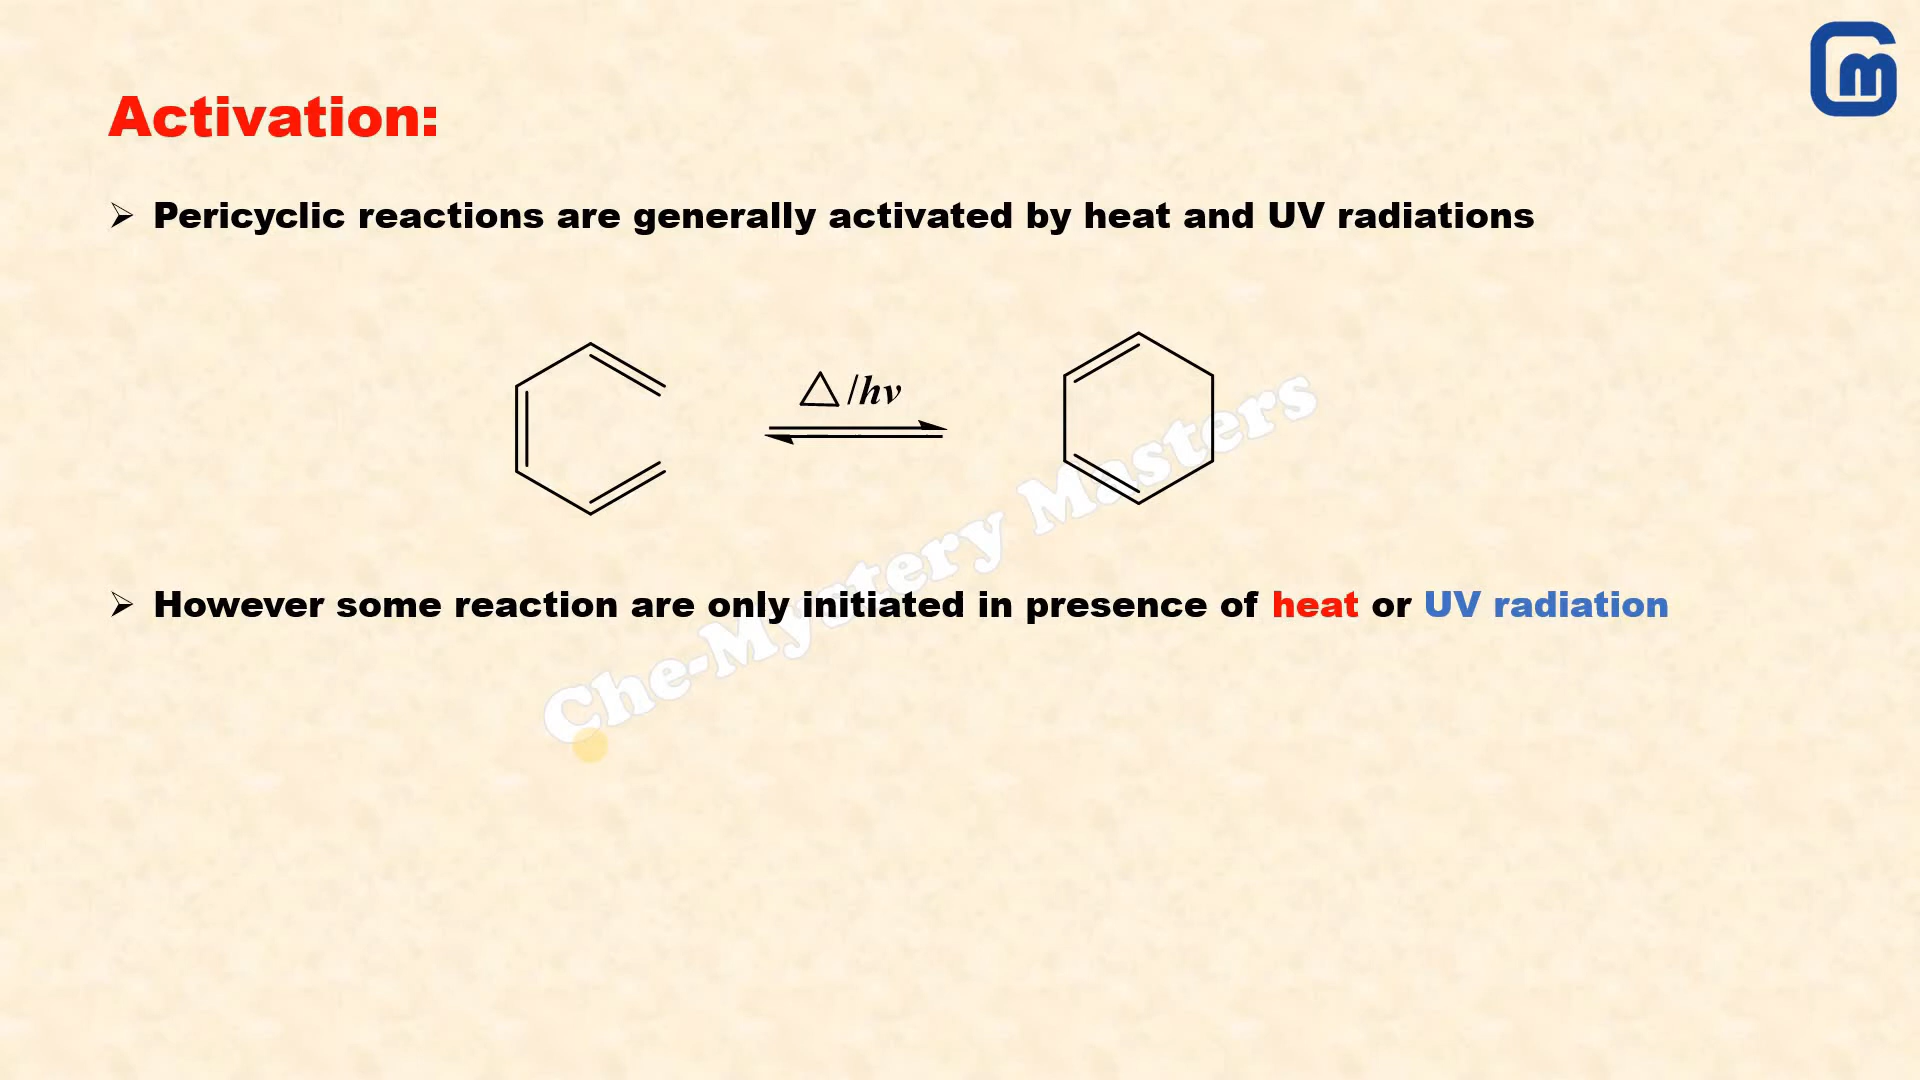 Activation:
➢ Pericyclic reactions are generally activated by heat and UV radiations
△/hν
➢ However some reaction are only initiated in presence of heat or UV radiation
Che-Mystery Masters